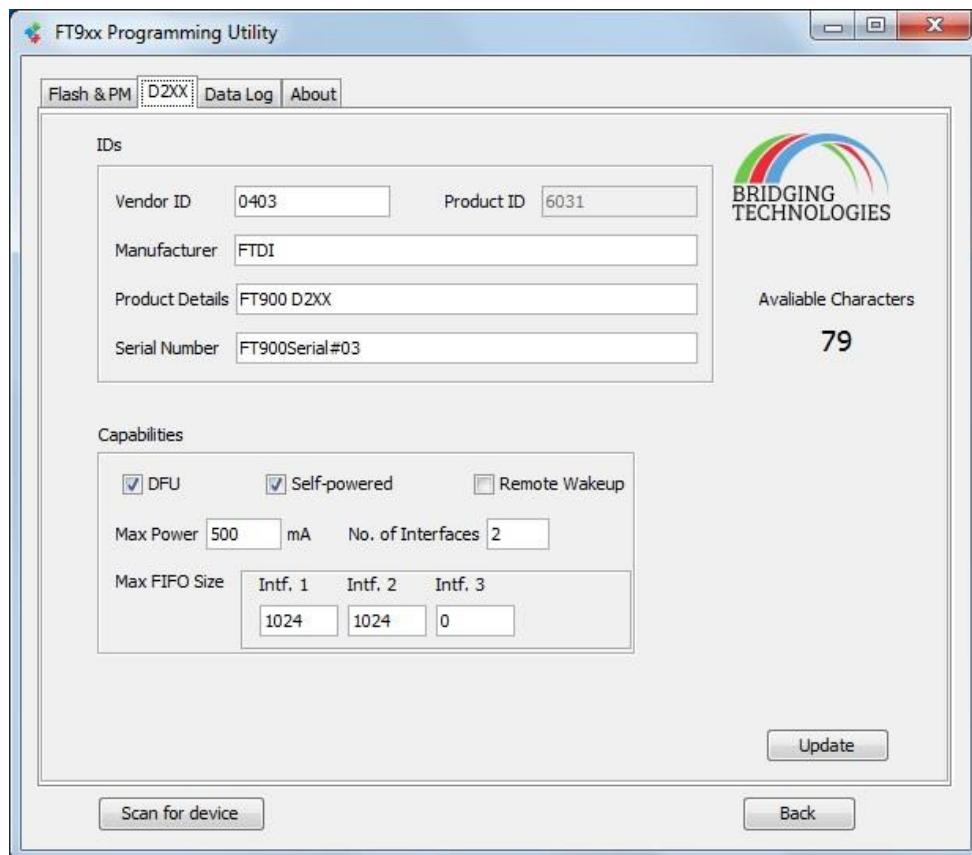 FT9xx Programming Utility
Flash & PM D2XX Data Log About
IDs
Vendor ID 0403 Product ID 6031
BRIDGING
TECHNOLOGIES
Manufacturer FTDI
Product Details FT900 D2XX
Avaliable Characters
Serial Number FT900Serial#03
79
Capabilities
DFU Self-powered Remote Wakeup
Max Power 500 mA No. of Interfaces 2
Max FIFO Size Intf. 1 Intf. 2 Intf. 3
1024 1024 0
Update
Scan for device Back